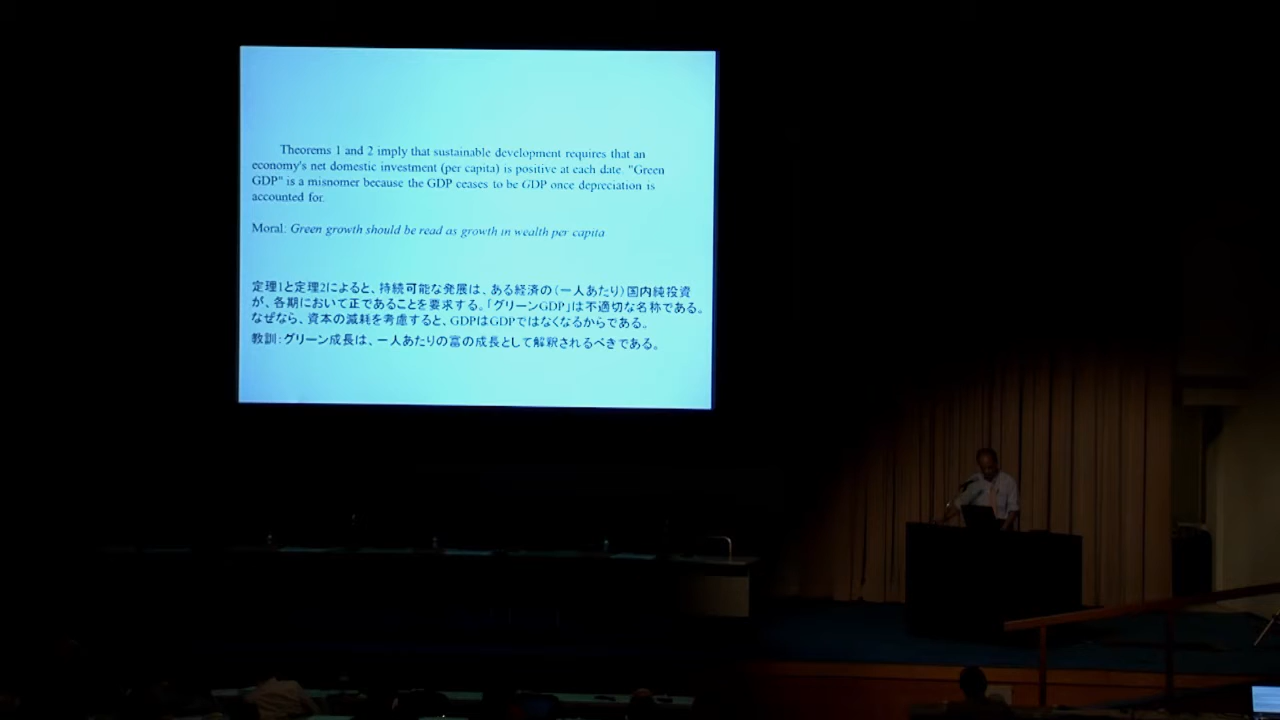 Theorems 1 and 2 imply that sustainable development requires that an
economy's net domestic investment (per capita) is positive at each date. "Green
GDP" is a misnomer because the GDP ceases to be GDP once depreciation is
accounted for.
Moral: Green growth should be read as growth in wealth per capita
定理1と定理2によると、持続可能な発展は、ある経済の(一人あたり)国内純投資
が、各期において正であることを要求する。「グリーンGDP」は不適切な名称である。
なぜなら、資本の減耗を考慮すると、GDPはGDPではなくなるからである。
教訓:グリーン成長は、一人あたりの富の成長として解釈されるべきである。